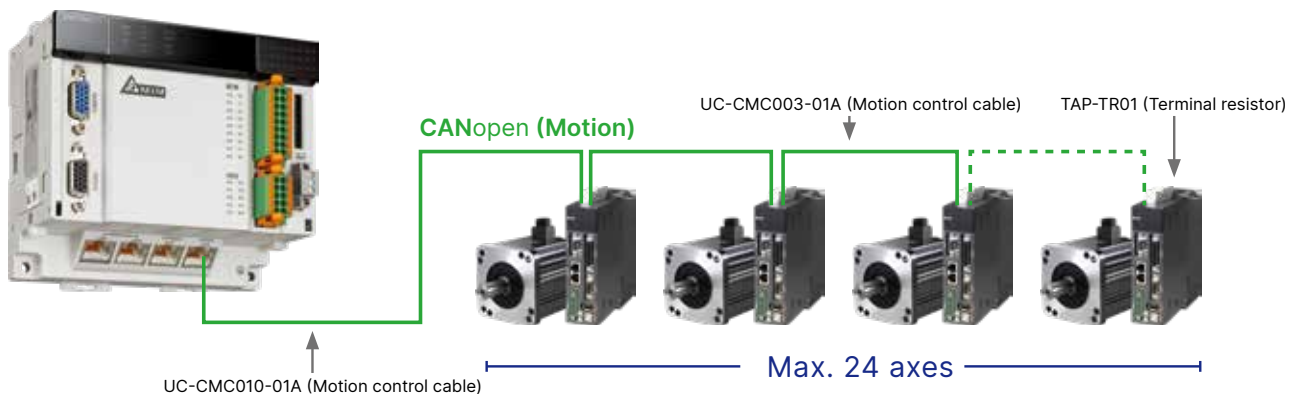 UC-CMC003-01A (Motion control cable)
TAP-TR01 (Terminal resistor)
CANopen (Motion)
Max. 24 axes
UC-CMC010-01A (Motion control cable)